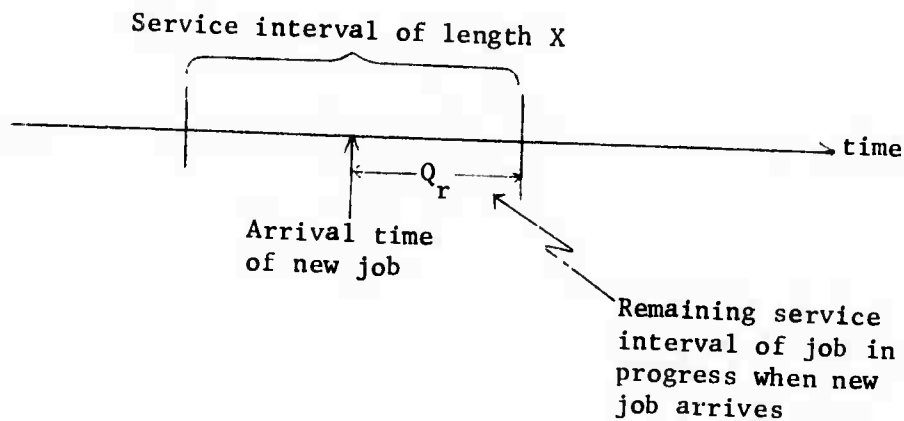 Service interval of length X
time
Q_r
Arrival time
of new job
Remaining service
interval of job in
progress when new
job arrives